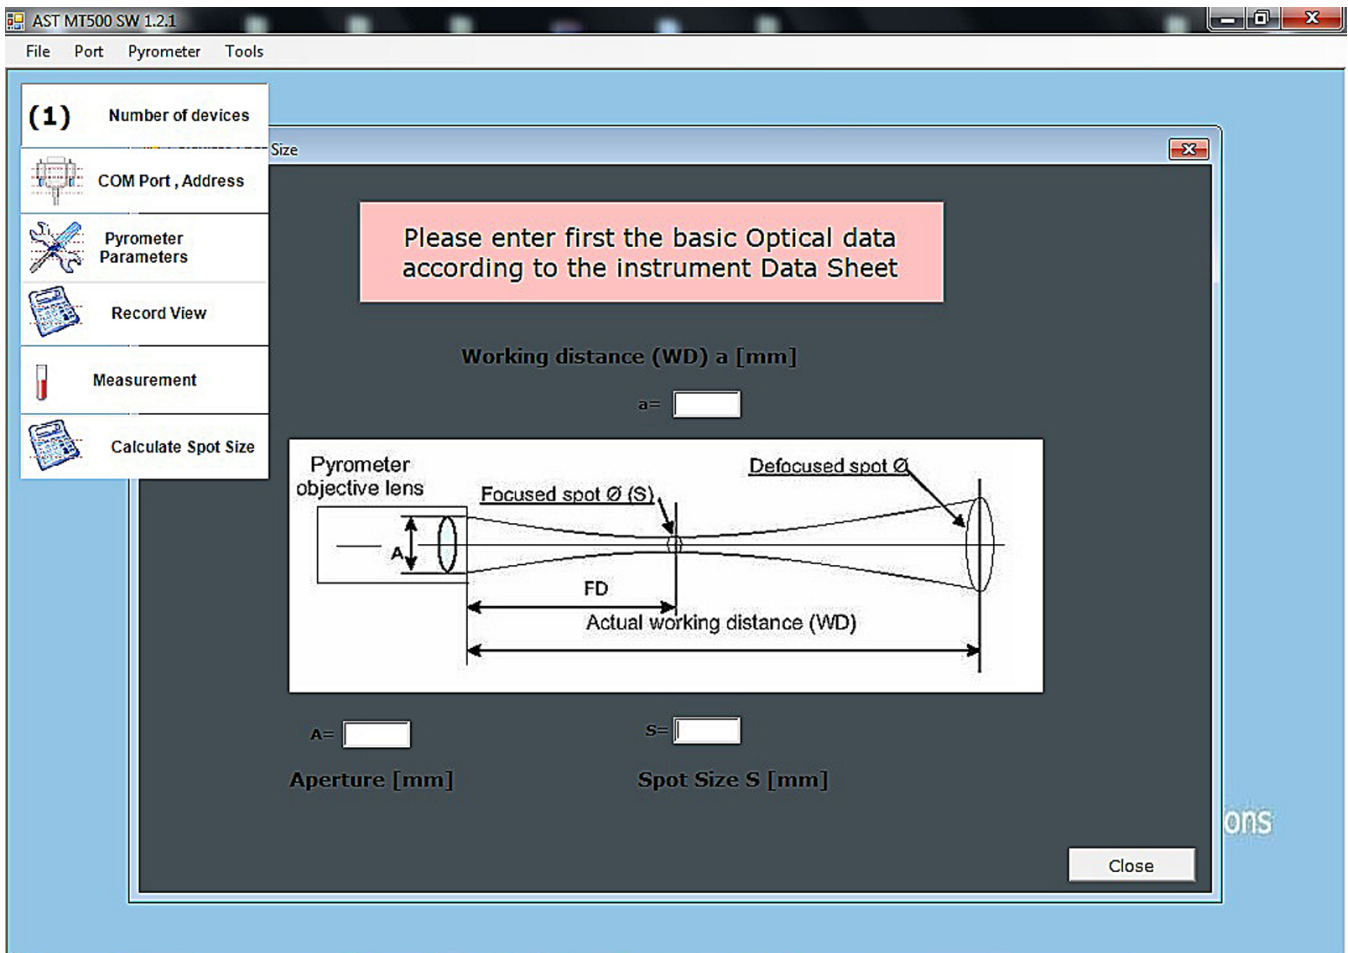 AST MT500 SW 1.2.1
File Port Pyrometer Tools
(1) Number of devices
COM Port , Address
Pyrometer
Parameters
Record View
Measurement
Calculate Spot Size
Size
Please enter first the basic Optical data
according to the instrument Data Sheet
Working distance (WD) a [mm]
a=
Pyrometer
objective lens
Focused spot Ø (S)
Defocused spot Ø
A
FD
Actual working distance (WD)
A=
S=
Aperture [mm]
Spot Size S [mm]
ons
Close